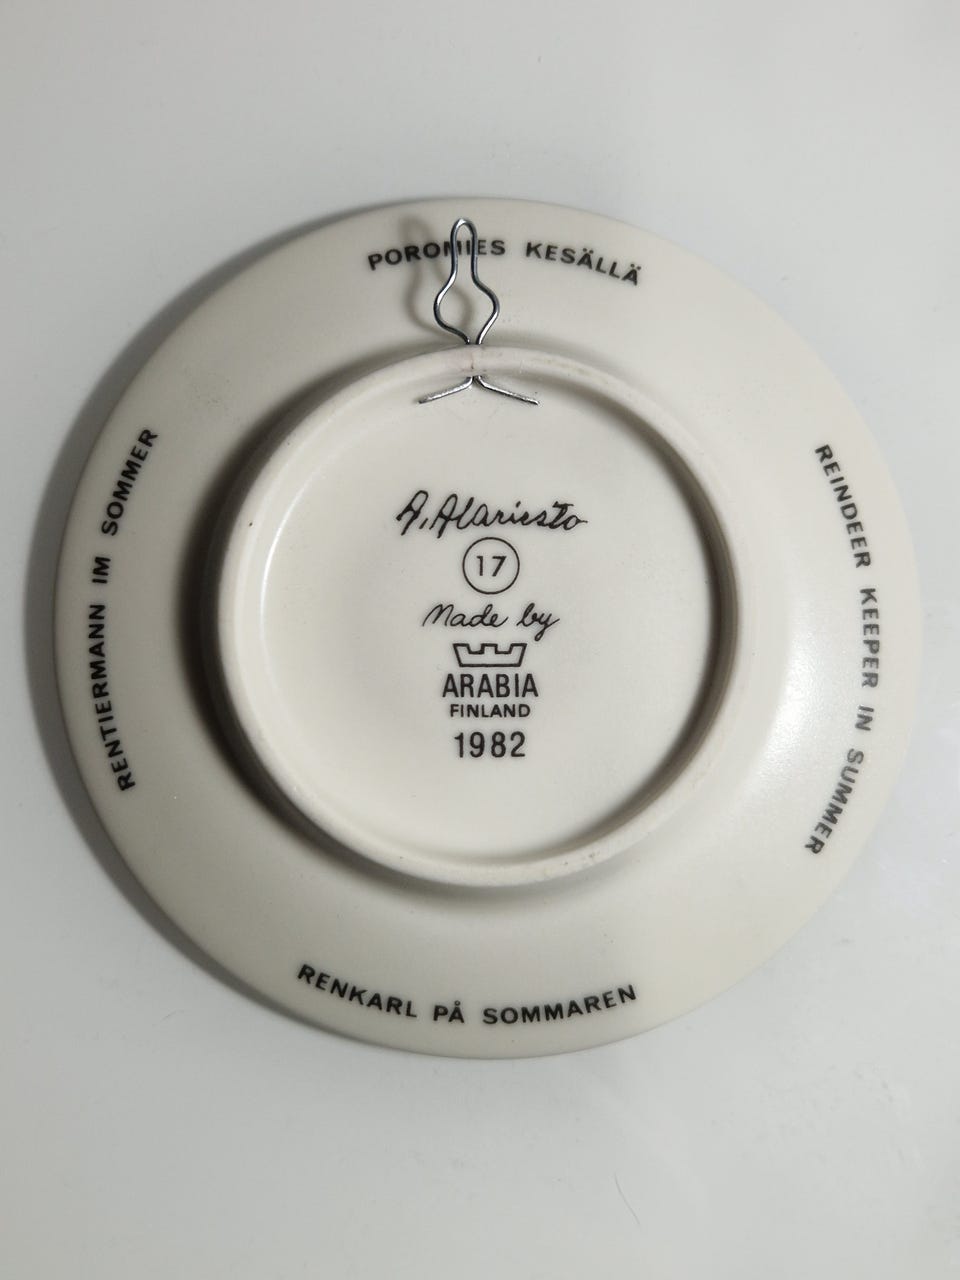 POROMIES KESÄLLÄ
REINDEER KEEPER IN SUMMER
RENKARL PÅ SOMMAREN
RENTIERMANN IM SOMMER
A. Alariesto
17
Made by
ARABIA
FINLAND
1982